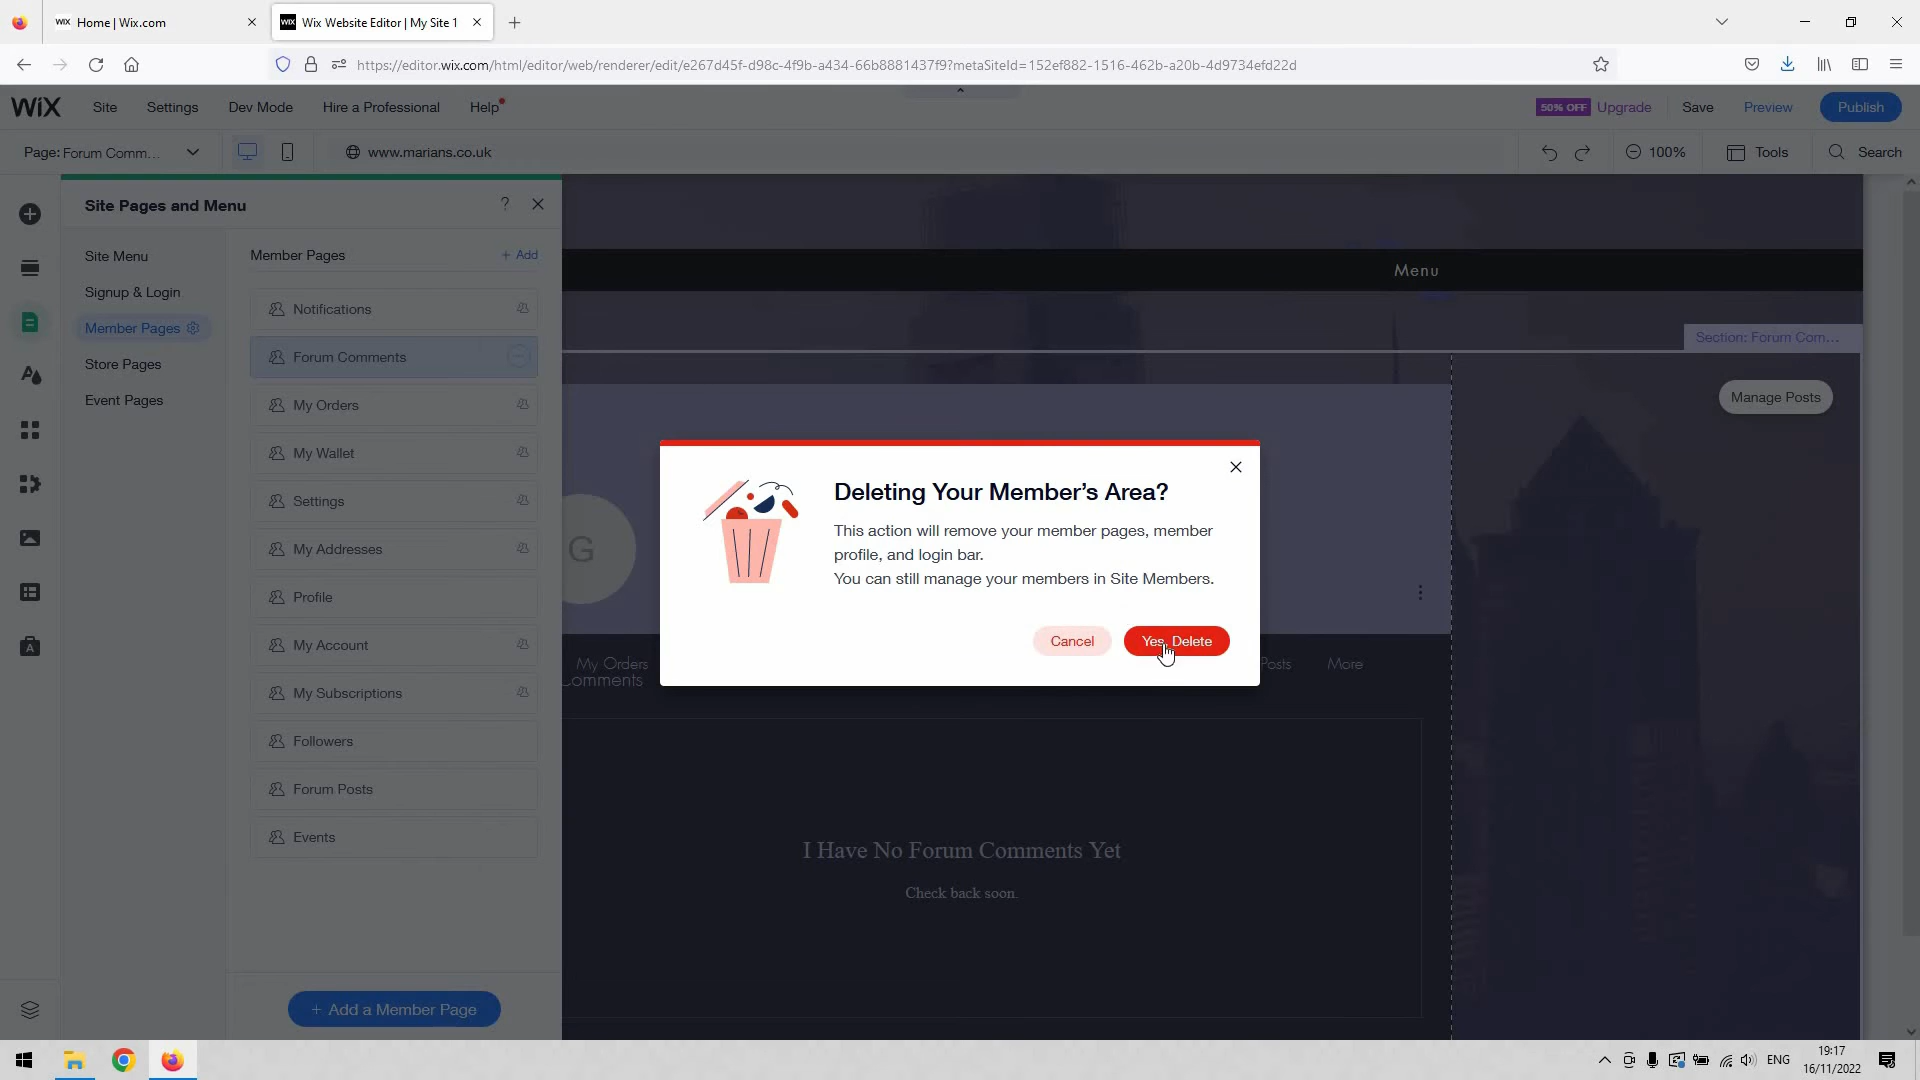 WIX Home | Wix.com
WIX Wix Website Editor | My Site 1
https://editor.wix.com/html/editor/web/renderer/edit/e267d45f-d98c-4f9b-a434-66b8881437f9?metaSiteId=152ef882-1516-462b-a20b-4d9734efd22d
WiX Site Settings Dev Mode Hire a Professional Help 50% OFF Upgrade Save Preview Publish
Page: Forum Comm... www.marians.co.uk 100% Tools Search
Site Pages and Menu ?
Site Menu
Signup & Login
Member Pages
Store Pages
Event Pages
Member Pages + Add
Notifications
Forum Comments
My Orders
My Wallet
Settings
My Addresses
Profile
My Account
My Subscriptions
Followers
Forum Posts
Events
+ Add a Member Page
Menu
Section: Forum Com...
Manage Posts
G
Deleting Your Member's Area?
This action will remove your member pages, member
profile, and login bar.
You can still manage your members in Site Members.
Cancel Yes, Delete
My Orders Posts More
Comments
I Have No Forum Comments Yet
Check back soon.
ENG
19:17
16/11/2022